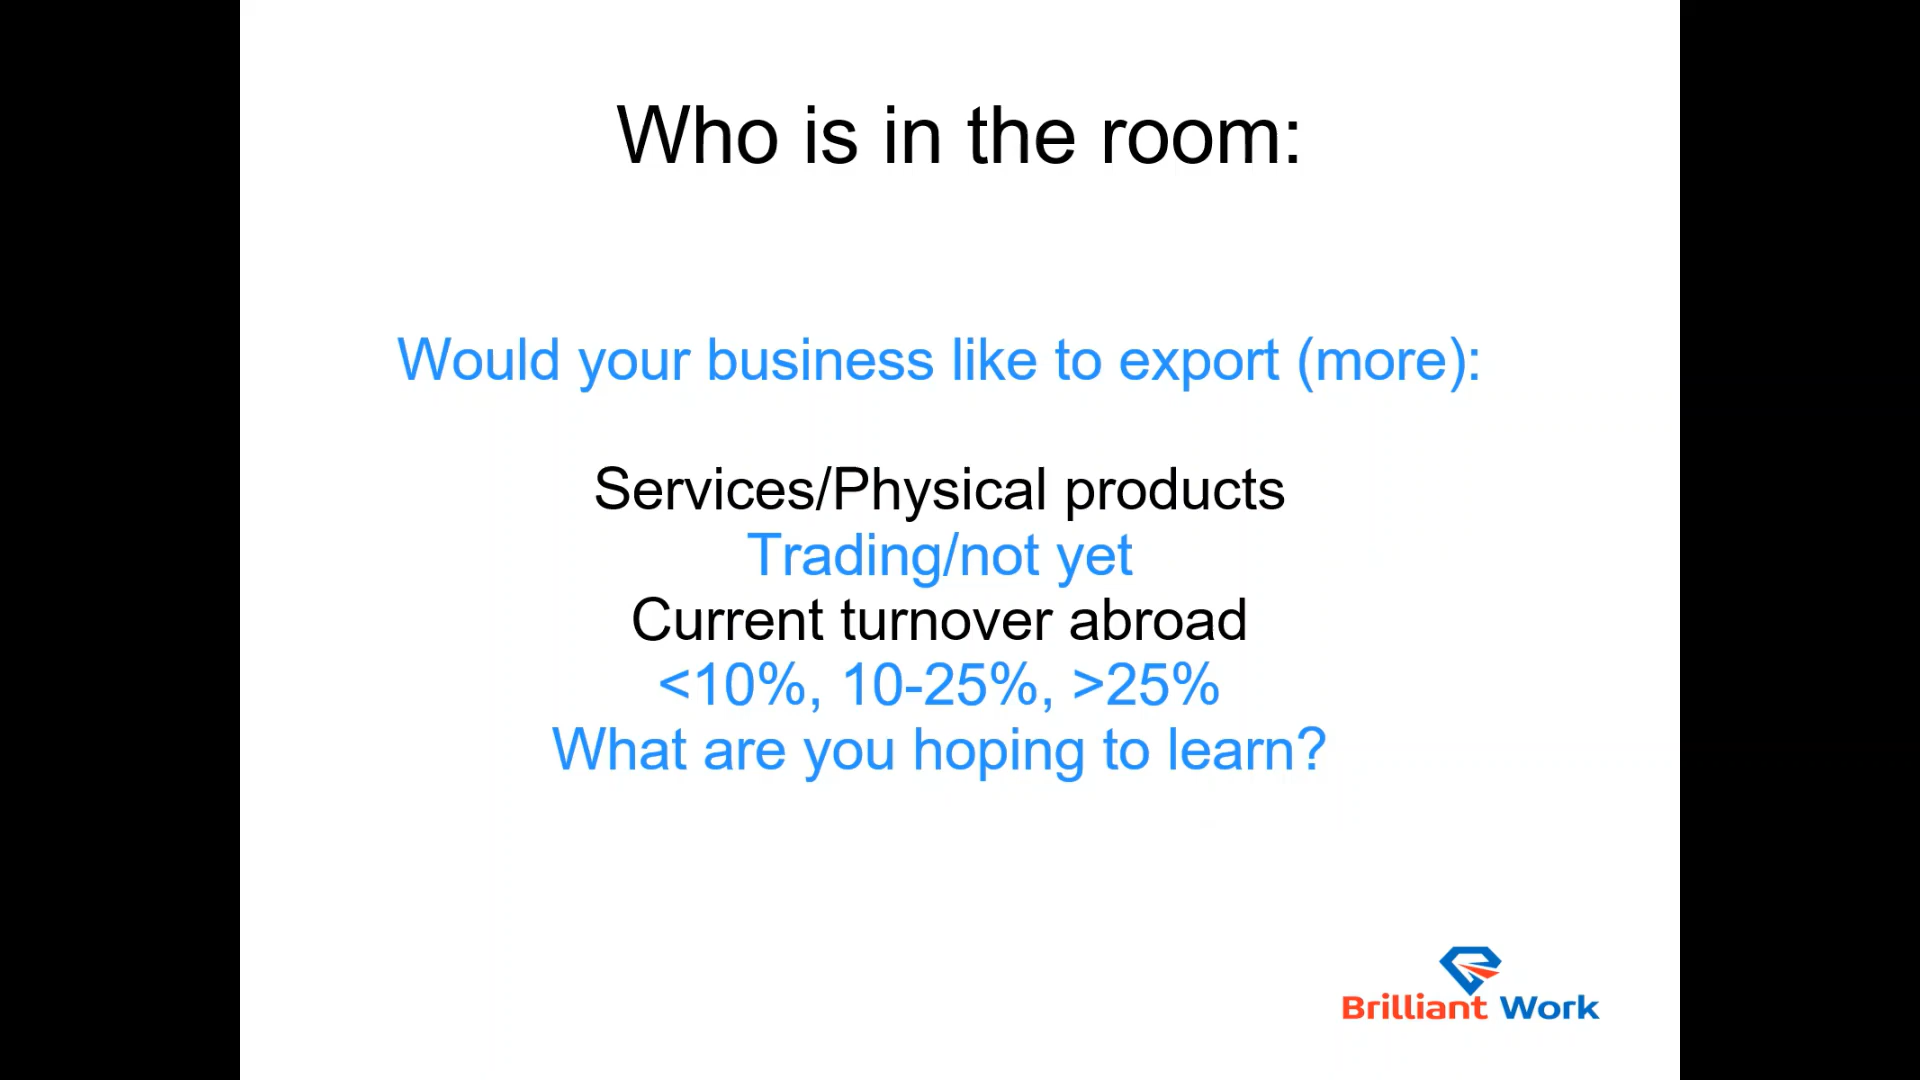 Who is in the room:
Would your business like to export (more):
Services/Physical products
Trading/not yet
Current turnover abroad
<10%, 10-25%, >25%
What are you hoping to learn?
Brilliant Work